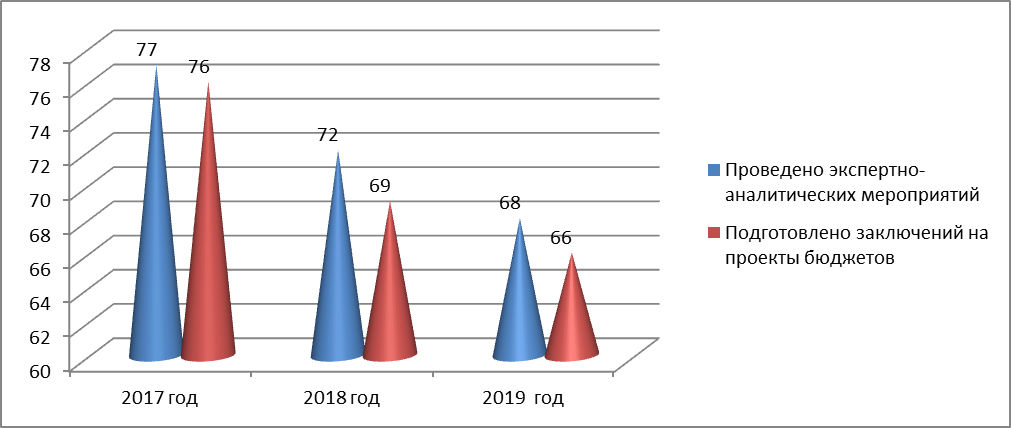 78
76
74
72
70
68
66
64
62
60
77
76
72
69
68
66
2017 год
2018 год
2019 год
Проведено экспертно-
аналитических мероприятий
Подготовлено заключений на
проекты бюджетов